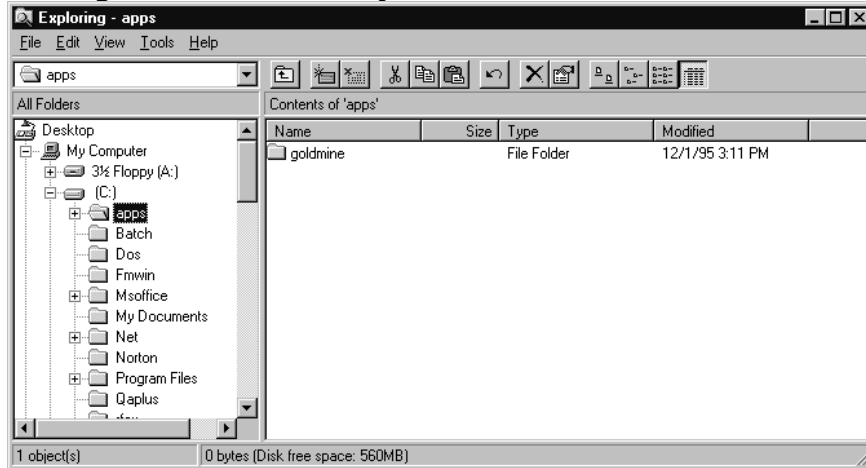 Exploring - apps
File Edit View Tools Help
apps
All Folders
Contents of 'apps'
Name Size Type Modified
goldmine File Folder 12/1/95 3:11 PM
Desktop
My Computer
3½ Floppy (A:)
(C:)
apps
Batch
Dos
Fmwin
Msoffice
My Documents
Net
Norton
Program Files
Qaplus
1 object(s) 0 bytes (Disk free space: 560MB)